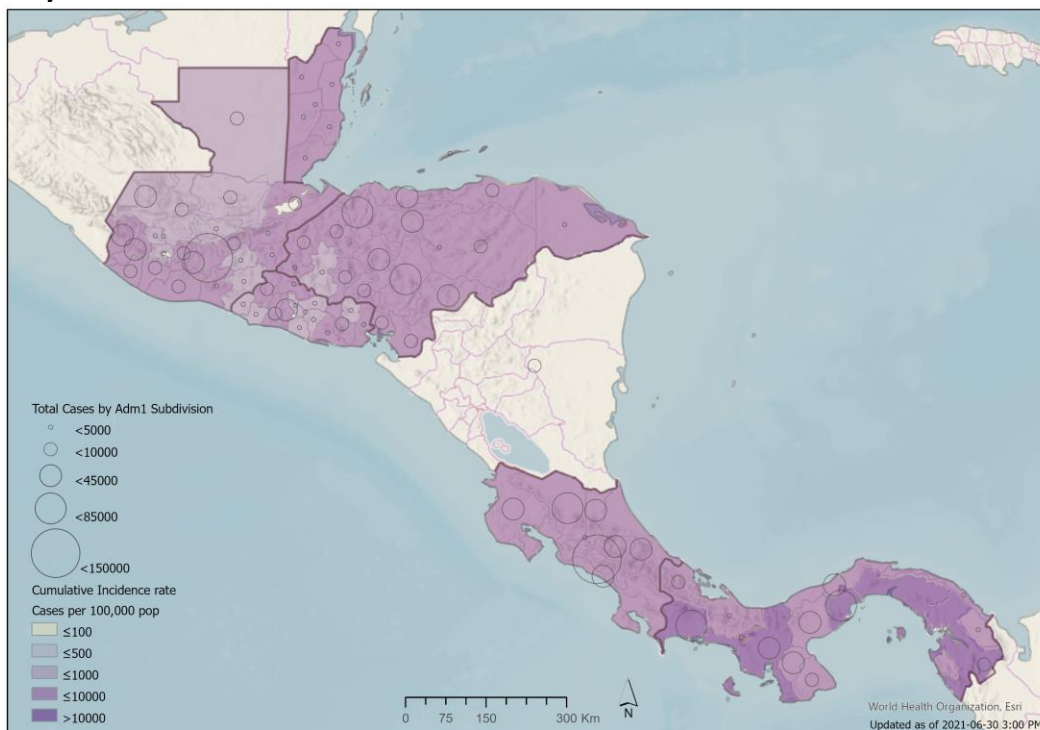 Total Cases by Adm1 Subdivision
<5000
<10000
<45000
<85000
<150000
Cumulative Incidence rate
Cases per 100,000 pop
≤100
≤500
≤1000
≤10000
>10000
0 75 150 300 Km
N
World Health Organization, Esri
Updated as of 2021-06-30 3:00 PM